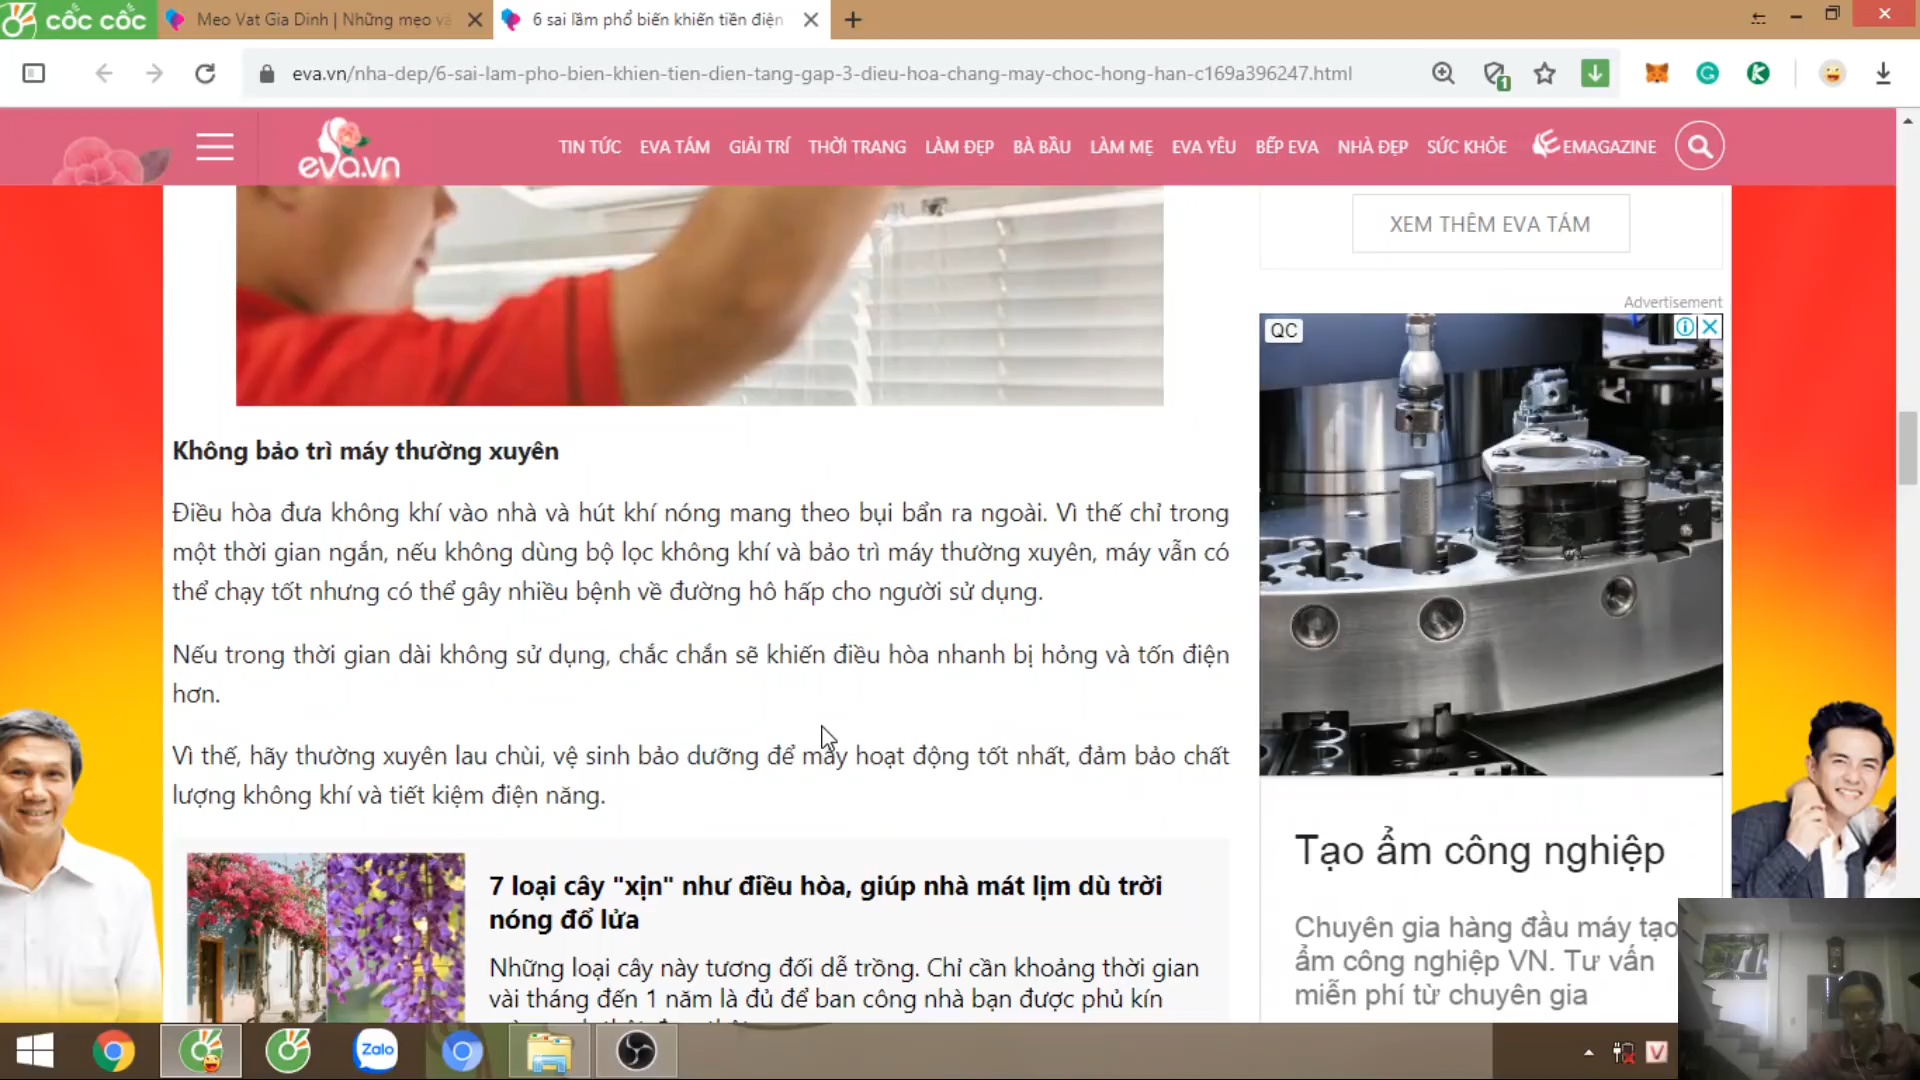 cốc cốc
Meo Vat Gia Dinh | Những mẹo vă
6 sai lầm phổ biến khiến tiền điện
eva.vn/nha-dep/6-sai-lam-pho-bien-khien-tien-dien-tang-gap-3-dieu-hoa-chang-may-choc-hong-han-c169a396247.html
1
eva.vn
TIN TỨC EVA TÁM GIẢI TRÍ THỜI TRANG LÀM ĐẸP BÀ BẦU LÀM MẸ EVA YÊU BẾP EVA NHÀ ĐẸP SỨC KHỎE EMAGAZINE
XEM THÊM EVA TÁM
Advertisement
QC
Không bảo trì máy thường xuyên
Điều hòa đưa không khí vào nhà và hút khí nóng mang theo bụi bẩn ra ngoài. Vì thế chỉ trong
một thời gian ngắn, nếu không dùng bộ lọc không khí và bảo trì máy thường xuyên, máy vẫn có
thể chạy tốt nhưng có thể gây nhiều bệnh về đường hô hấp cho người sử dụng.
Nếu trong thời gian dài không sử dụng, chắc chắn sẽ khiến điều hòa nhanh bị hỏng và tốn điện
hơn.
Vì thế, hãy thường xuyên lau chùi, vệ sinh bảo dưỡng để máy hoạt động tốt nhất, đảm bảo chất
lượng không khí và tiết kiệm điện năng.
7 loại cây "xịn" như điều hòa, giúp nhà mát lịm dù trời
nóng đổ lửa
Những loại cây này tương đối dễ trồng. Chỉ cần khoảng thời gian
vài tháng đến 1 năm là đủ để ban công nhà bạn được phủ kín
Tạo ẩm công nghiệp
Chuyên gia hàng đầu máy tạo
ẩm công nghiệp VN. Tư vấn
miễn phí từ chuyên gia
Zalo
V